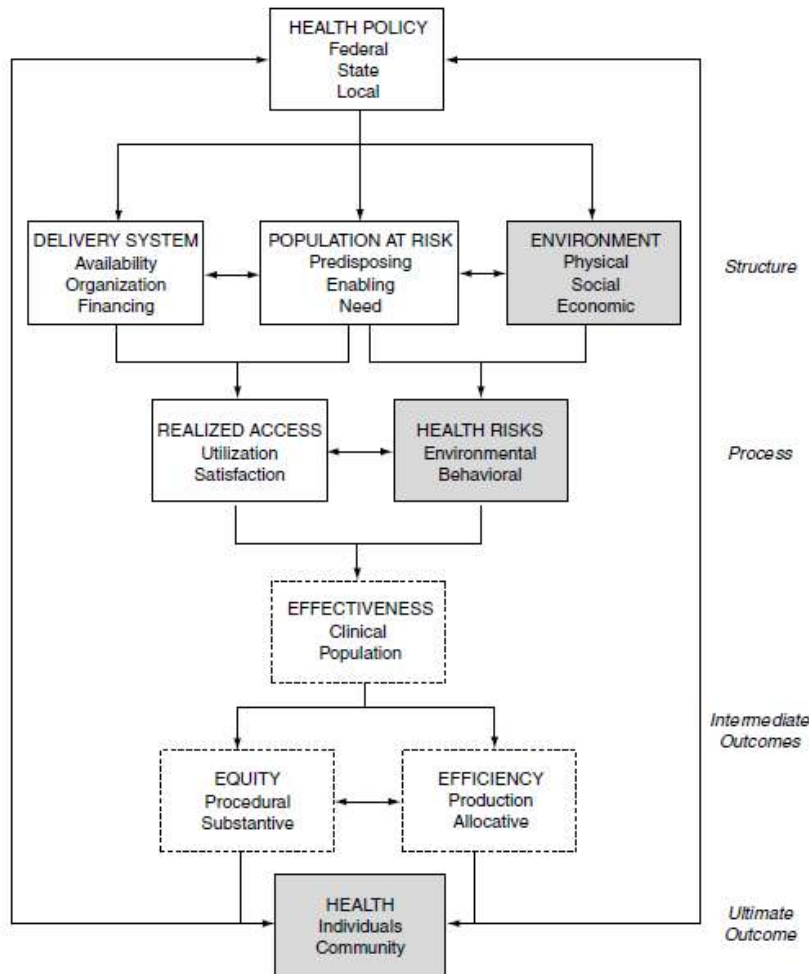 HEALTH POLICY
Federal
State
Local
DELIVERY SYSTEM
Availability
Organization
Financing
POPULATION AT RISK
Predisposing
Enabling
Need
ENVIRONMENT
Physical
Social
Economic
Structure
REALIZED ACCESS
Utilization
Satisfaction
HEALTH RISKS
Environmental
Behavioral
Process
EFFECTIVENESS
Clinical
Population
Intermediate
Outcomes
EQUITY
Procedural
Substantive
EFFICIENCY
Production
Allocative
HEALTH
Individuals
Community
Ultimate
Outcome